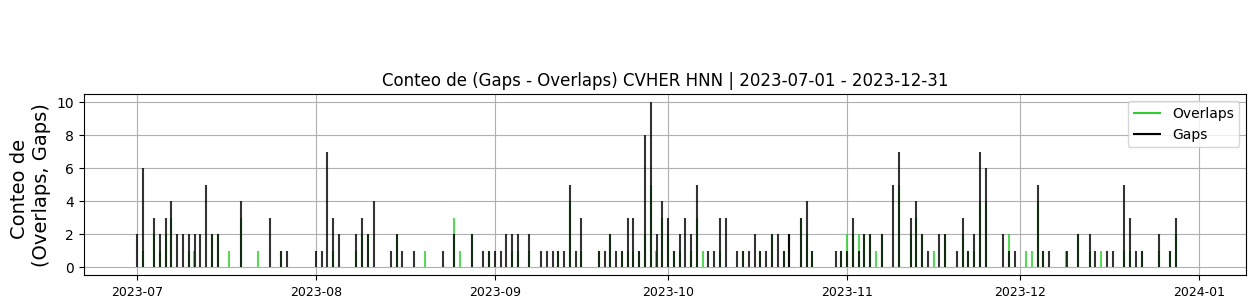 Conteo de (Gaps - Overlaps) CVHER HNN | 2023-07-01 - 2023-12-31
Conteo de
(Overlaps, Gaps)
10
8
6
4
2
0
Overlaps
Gaps
2023-07
2023-08
2023-09
2023-10
2023-11
2023-12
2024-01